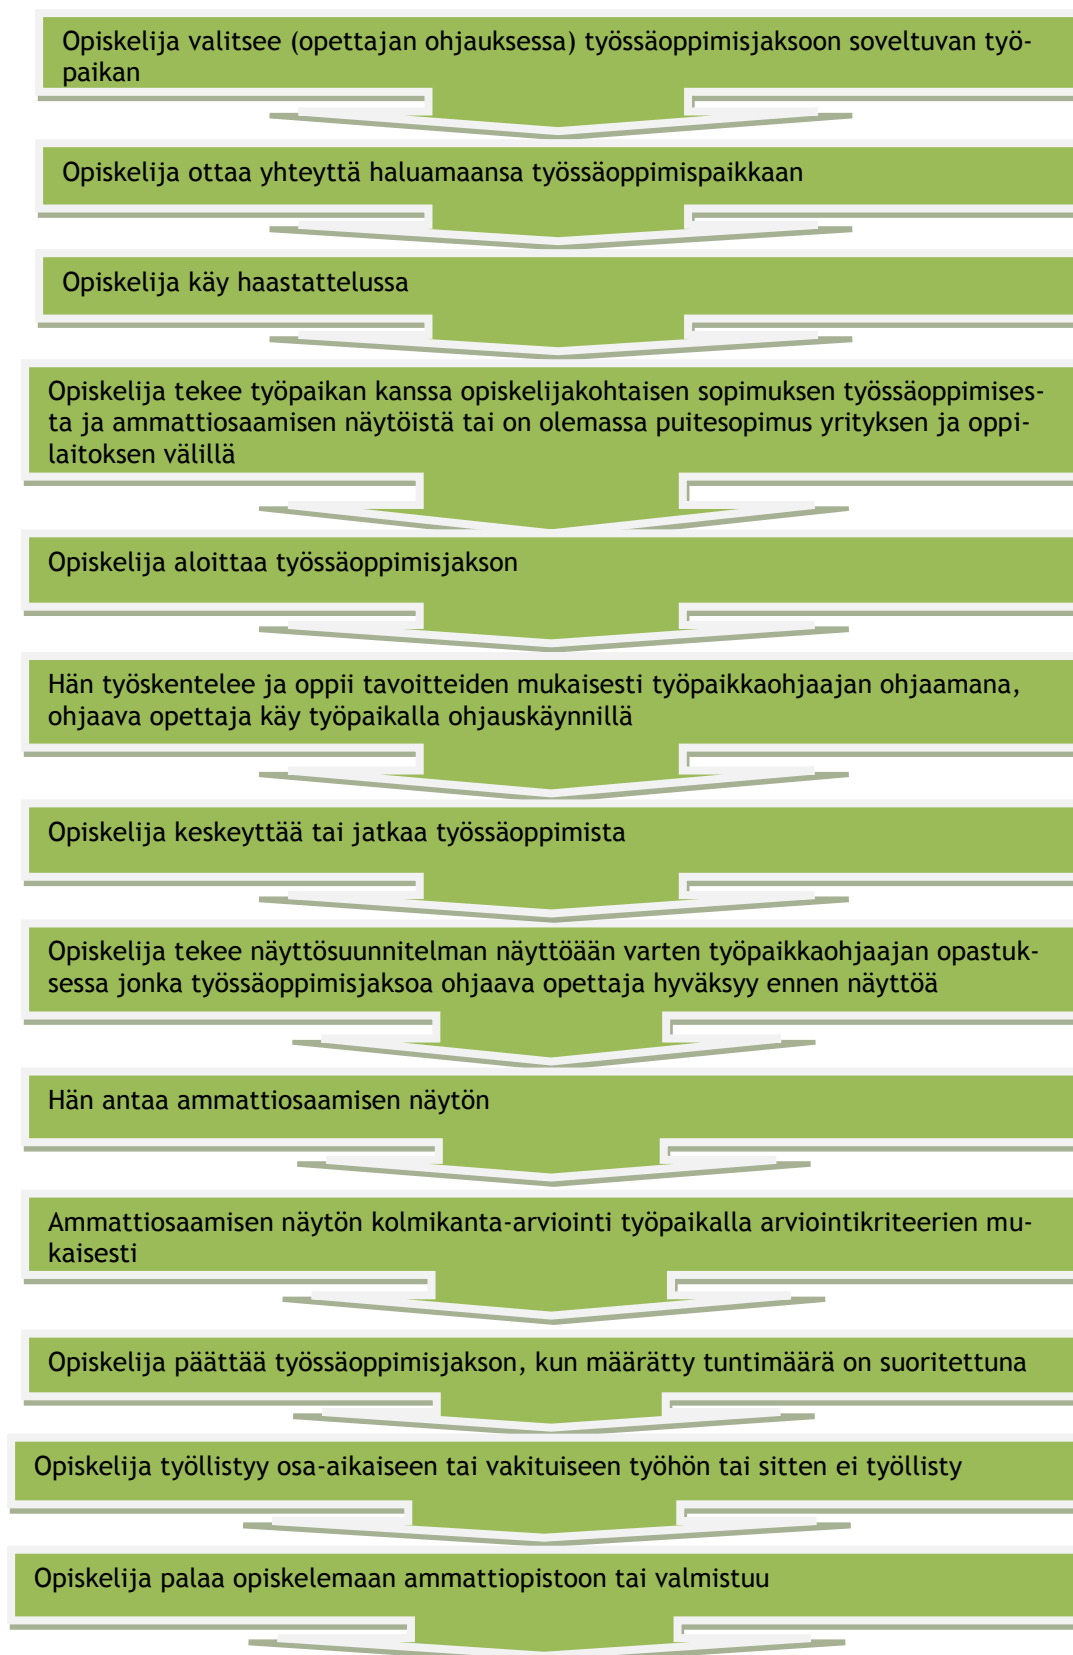 Opiskelija valitsee (opettajan ohjauksessa) työssäoppimisjaksoon soveltuvan työ-
paikan
Opiskelija ottaa yhteyttä haluamaansa työssäoppimispaikkaan
Opiskelija käy haastattelussa
Opiskelija tekee työpaikan kanssa opiskelijakohtaisen sopimuksen työssäoppimises-
ta ja ammattiosaamisen näytöistä tai on olemassa puitesopimus yrityksen ja oppi-
laitoksen välillä
Opiskelija aloittaa työssäoppimisjakson
Hän työskentelee ja oppii tavoitteiden mukaisesti työpaikkaohjaajan ohjaamana,
ohjaava opettaja käy työpaikalla ohjauskäynnillä
Opiskelija keskeyttää tai jatkaa työssäoppimista
Opiskelija tekee näyttösuunnitelman näyttöään varten työpaikkaohjaajan opastuk-
sessa jonka työssäoppimisjaksoa ohjaava opettaja hyväksyy ennen näyttöä
Hän antaa ammattiosaamisen näytön
Ammattiosaamisen näytön kolmikanta-arviointi työpaikalla arviointikriteerien mu-
kaisesti
Opiskelija päättää työssäoppimisjakson, kun määrätty tuntimäärä on suoritettuna
Opiskelija työllistyy osa-aikaiseen tai vakituiseen työhön tai sitten ei työllisty
Opiskelija palaa opiskelemaan ammattiopistoon tai valmistuu